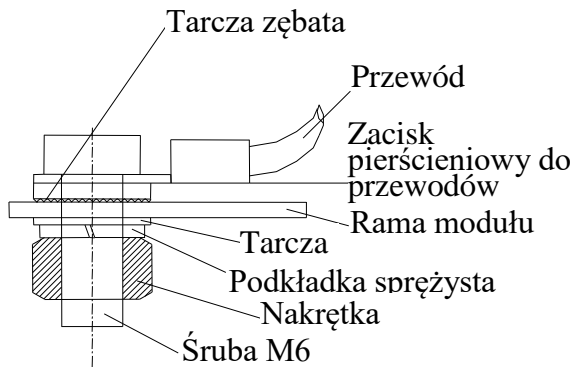 Tarcza zębata
Przewód
Zacisk
pierścieniowy do
przewodów
Rama modułu
Tarcza
Podkładka sprężysta
Nakrętka
Śruba M6